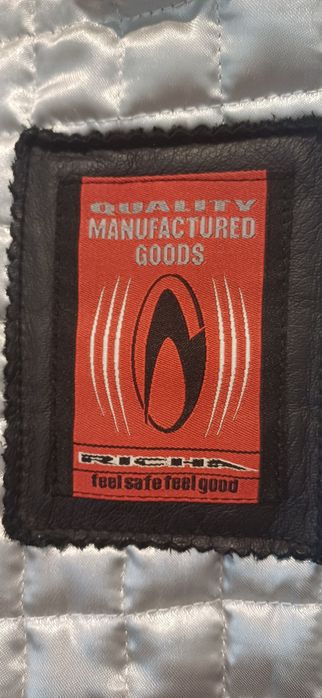 QUALITY
MANUFACTURED
GOODS
RICHA
feel safe feel good